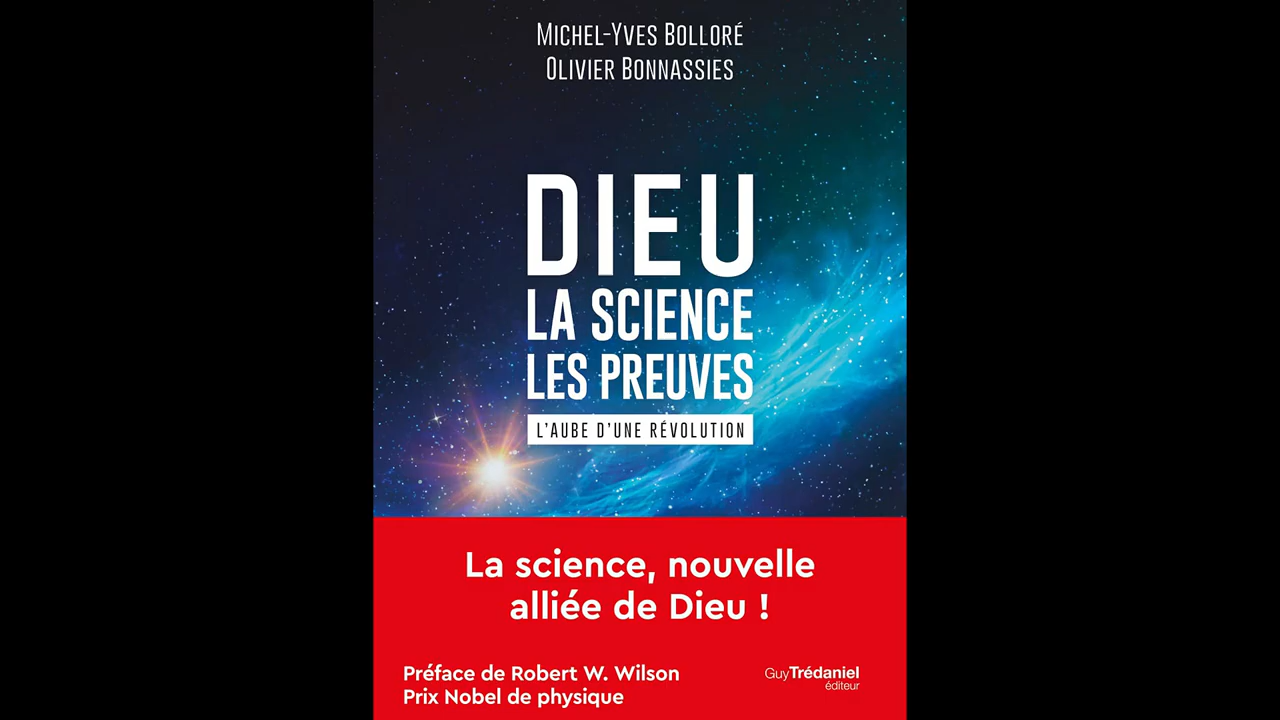 MICHEL-YVES BOLLORÉ
OLIVIER BONNASSIES
DIEU
LA SCIENCE
LES PREUVES
L'AUBE D'UNE RÉVOLUTION
La science, nouvelle
alliée de Dieu !
Préface de Robert W. Wilson
Prix Nobel de physique
GuyTrédaniel
éditeur